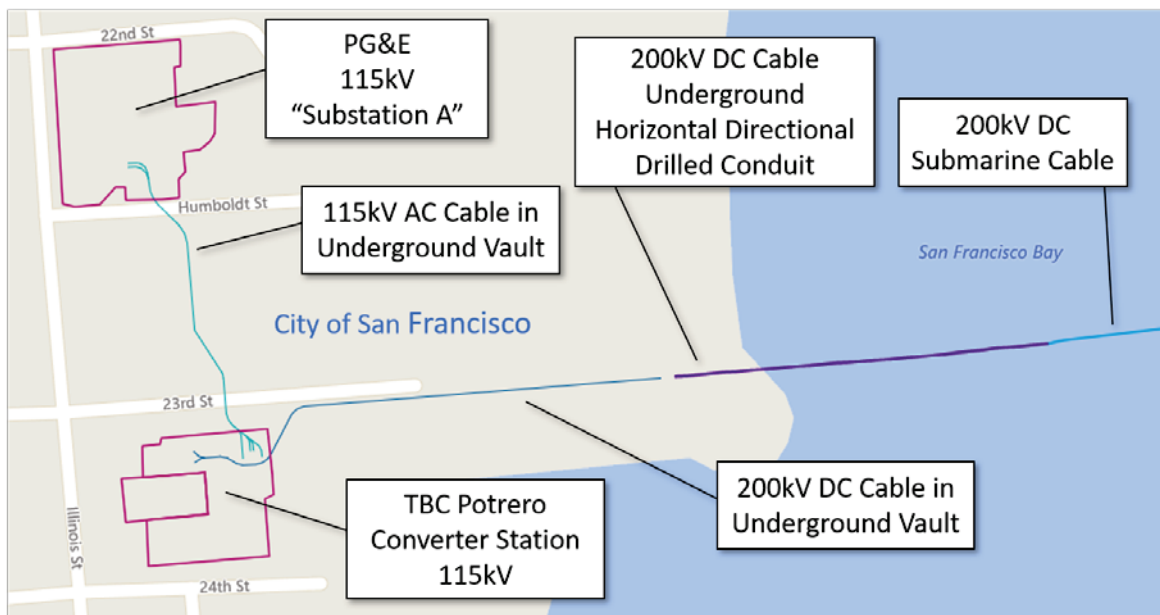 22nd St
PG&E
115kV
“Substation A”
200kV DC Cable
Underground
Horizontal Directional
Drilled Conduit
200kV DC
Submarine Cable
Humboldt St
115kV AC Cable in
Underground Vault
San Francisco Bay
City of San Francisco
23rd St
200kV DC Cable in
Underground Vault
TBC Potrero
Converter Station
115kV
Illinois St
24th St